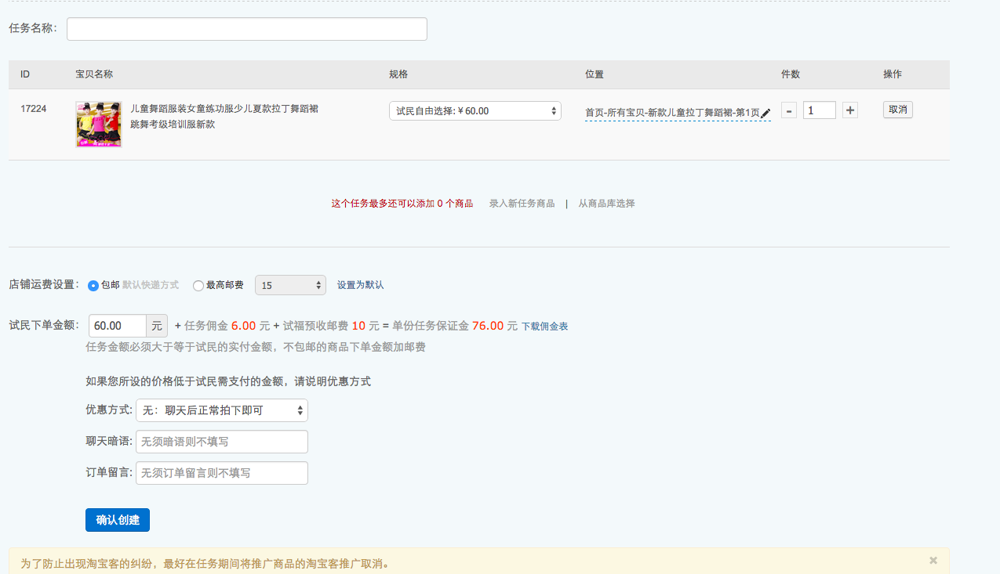 任务名称：
ID 宝贝名称 规格 位置 件数 操作
17224 儿童舞蹈服装女童练功服少儿夏款拉丁舞蹈裙 试民自由选择:￥60.00 首页-所有宝贝-新款儿童拉丁舞蹈裙-第1页 - 1 + 取消
跳舞考级培训服新款
这个任务最多还可以添加 0 个商品 录入新任务商品 | 从商品库选择
店铺运费设置： 包邮 默认快递方式 最高邮费 15 设置为默认
试民下单金额： 60.00 元 + 任务佣金 6.00 元 + 试福预收邮费 10 元 = 单份任务保证金 76.00 元 下载佣金表
任务金额必须大于等于试民的实付金额，不包邮的商品下单金额加邮费
如果您所设的价格低于试民需支付的金额，请说明优惠方式
优惠方式: 无：聊天后正常拍下即可
聊天暗语: 无须暗语则不填写
订单留言: 无须订单留言则不填写
确认创建
为了防止出现淘宝客的纠纷，最好在任务期间将推广商品的淘宝客推广取消。 ×